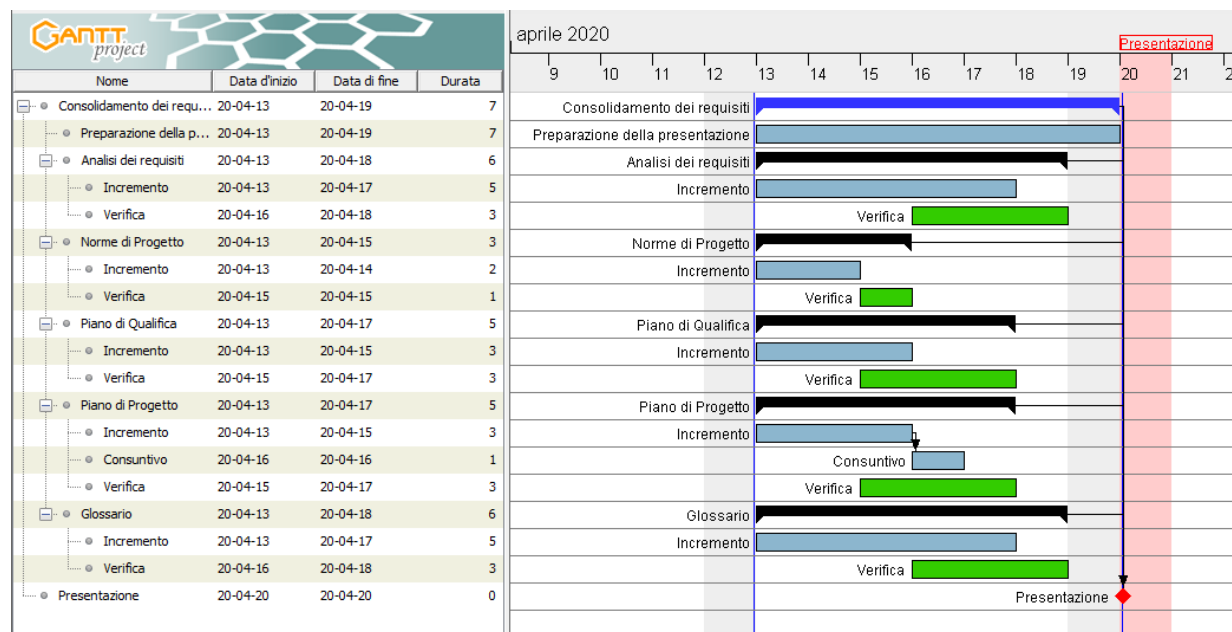 GANTT
project
aprile 2020
Presentazione
9 10 11 12 13 14 15 16 17 18 19 20 21 2
Nome Data d'inizio Data di fine Durata
Consolidamento dei requ... 20-04-13 20-04-19 7 Consolidamento dei requisiti
Preparazione della p... 20-04-13 20-04-19 7 Preparazione della presentazione
Analisi dei requisiti 20-04-13 20-04-18 6 Analisi dei requisiti
Incremento 20-04-13 20-04-17 5 Incremento
Verifica 20-04-16 20-04-18 3 Verifica
Norme di Progetto 20-04-13 20-04-15 3 Norme di Progetto
Incremento 20-04-13 20-04-14 2 Incremento
Verifica 20-04-15 20-04-15 1 Verifica
Piano di Qualifica 20-04-13 20-04-17 5 Piano di Qualifica
Incremento 20-04-13 20-04-15 3 Incremento
Verifica 20-04-15 20-04-17 3 Verifica
Piano di Progetto 20-04-13 20-04-17 5 Piano di Progetto
Incremento 20-04-13 20-04-15 3 Incremento
Consuntivo 20-04-16 20-04-16 1 Consuntivo
Verifica 20-04-15 20-04-17 3 Verifica
Glossario 20-04-13 20-04-18 6 Glossario
Incremento 20-04-13 20-04-17 5 Incremento
Verifica 20-04-16 20-04-18 3 Verifica
Presentazione 20-04-20 20-04-20 0 Presentazione